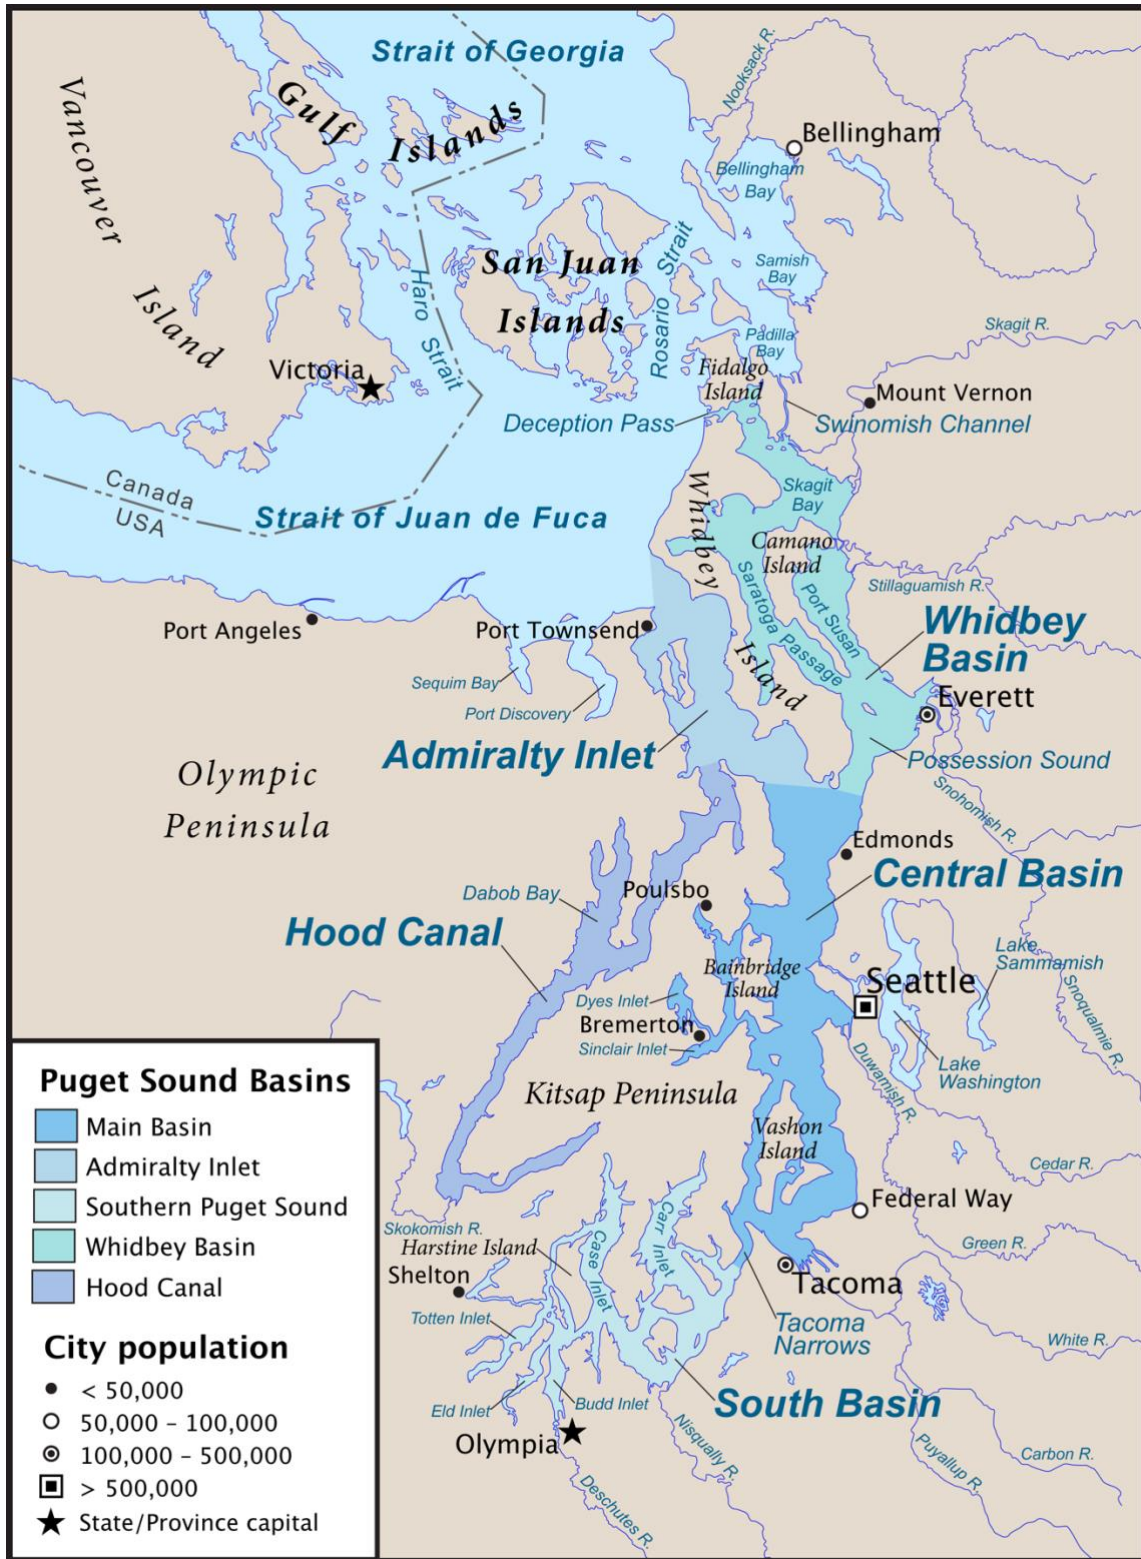 Strait of Georgia
Nooksack R.
Vancouver
Island
Gulf
Islands
Bellingham
Bellingham
Bay
San Juan
Islands
Haro Strait
Rosario Strait
Samish
Bay
Padilla
Bay
Skagit R.
Victoria
Fidalgo
Island
Mount Vernon
Deception Pass
Swinomish Channel
Canada
USA
Strait of Juan de Fuca
Skagit
Bay
Whidbey
Island
Camano
Island
Saratoga Passage
Port Susan
Stillaguamish R.
Whidbey
Basin
Port Angeles
Port Townsend
Sequim Bay
Port Discovery
Everett
Admiralty Inlet
Possession Sound
Snohomish R.
Olympic
Peninsula
Edmonds
Central Basin
Poulsbo
Dabob Bay
Hood Canal
Bainbridge
Island
Lake
Sammamish
Seattle
Dyes Inlet
Bremerton
Sinclair Inlet
Snoqualmie R.
Lake
Washington
Duwamish R.
Kitsap Peninsula
Vashon
Island
Cedar R.
Federal Way
Skokomish R.
Harstine Island
Case Inlet
Carr Inlet
Green R.
Shelton
Tacoma
Totten Inlet
Tacoma
Narrows
White R.
Eld Inlet
Budd Inlet
South Basin
Olympia
Nisqually R.
Puyallup R.
Carbon R.
Deschutes R.
Puget Sound Basins
Main Basin
Admiralty Inlet
Southern Puget Sound
Whidbey Basin
Hood Canal
City population
< 50,000
50,000 – 100,000
100,000 – 500,000
> 500,000
State/Province capital